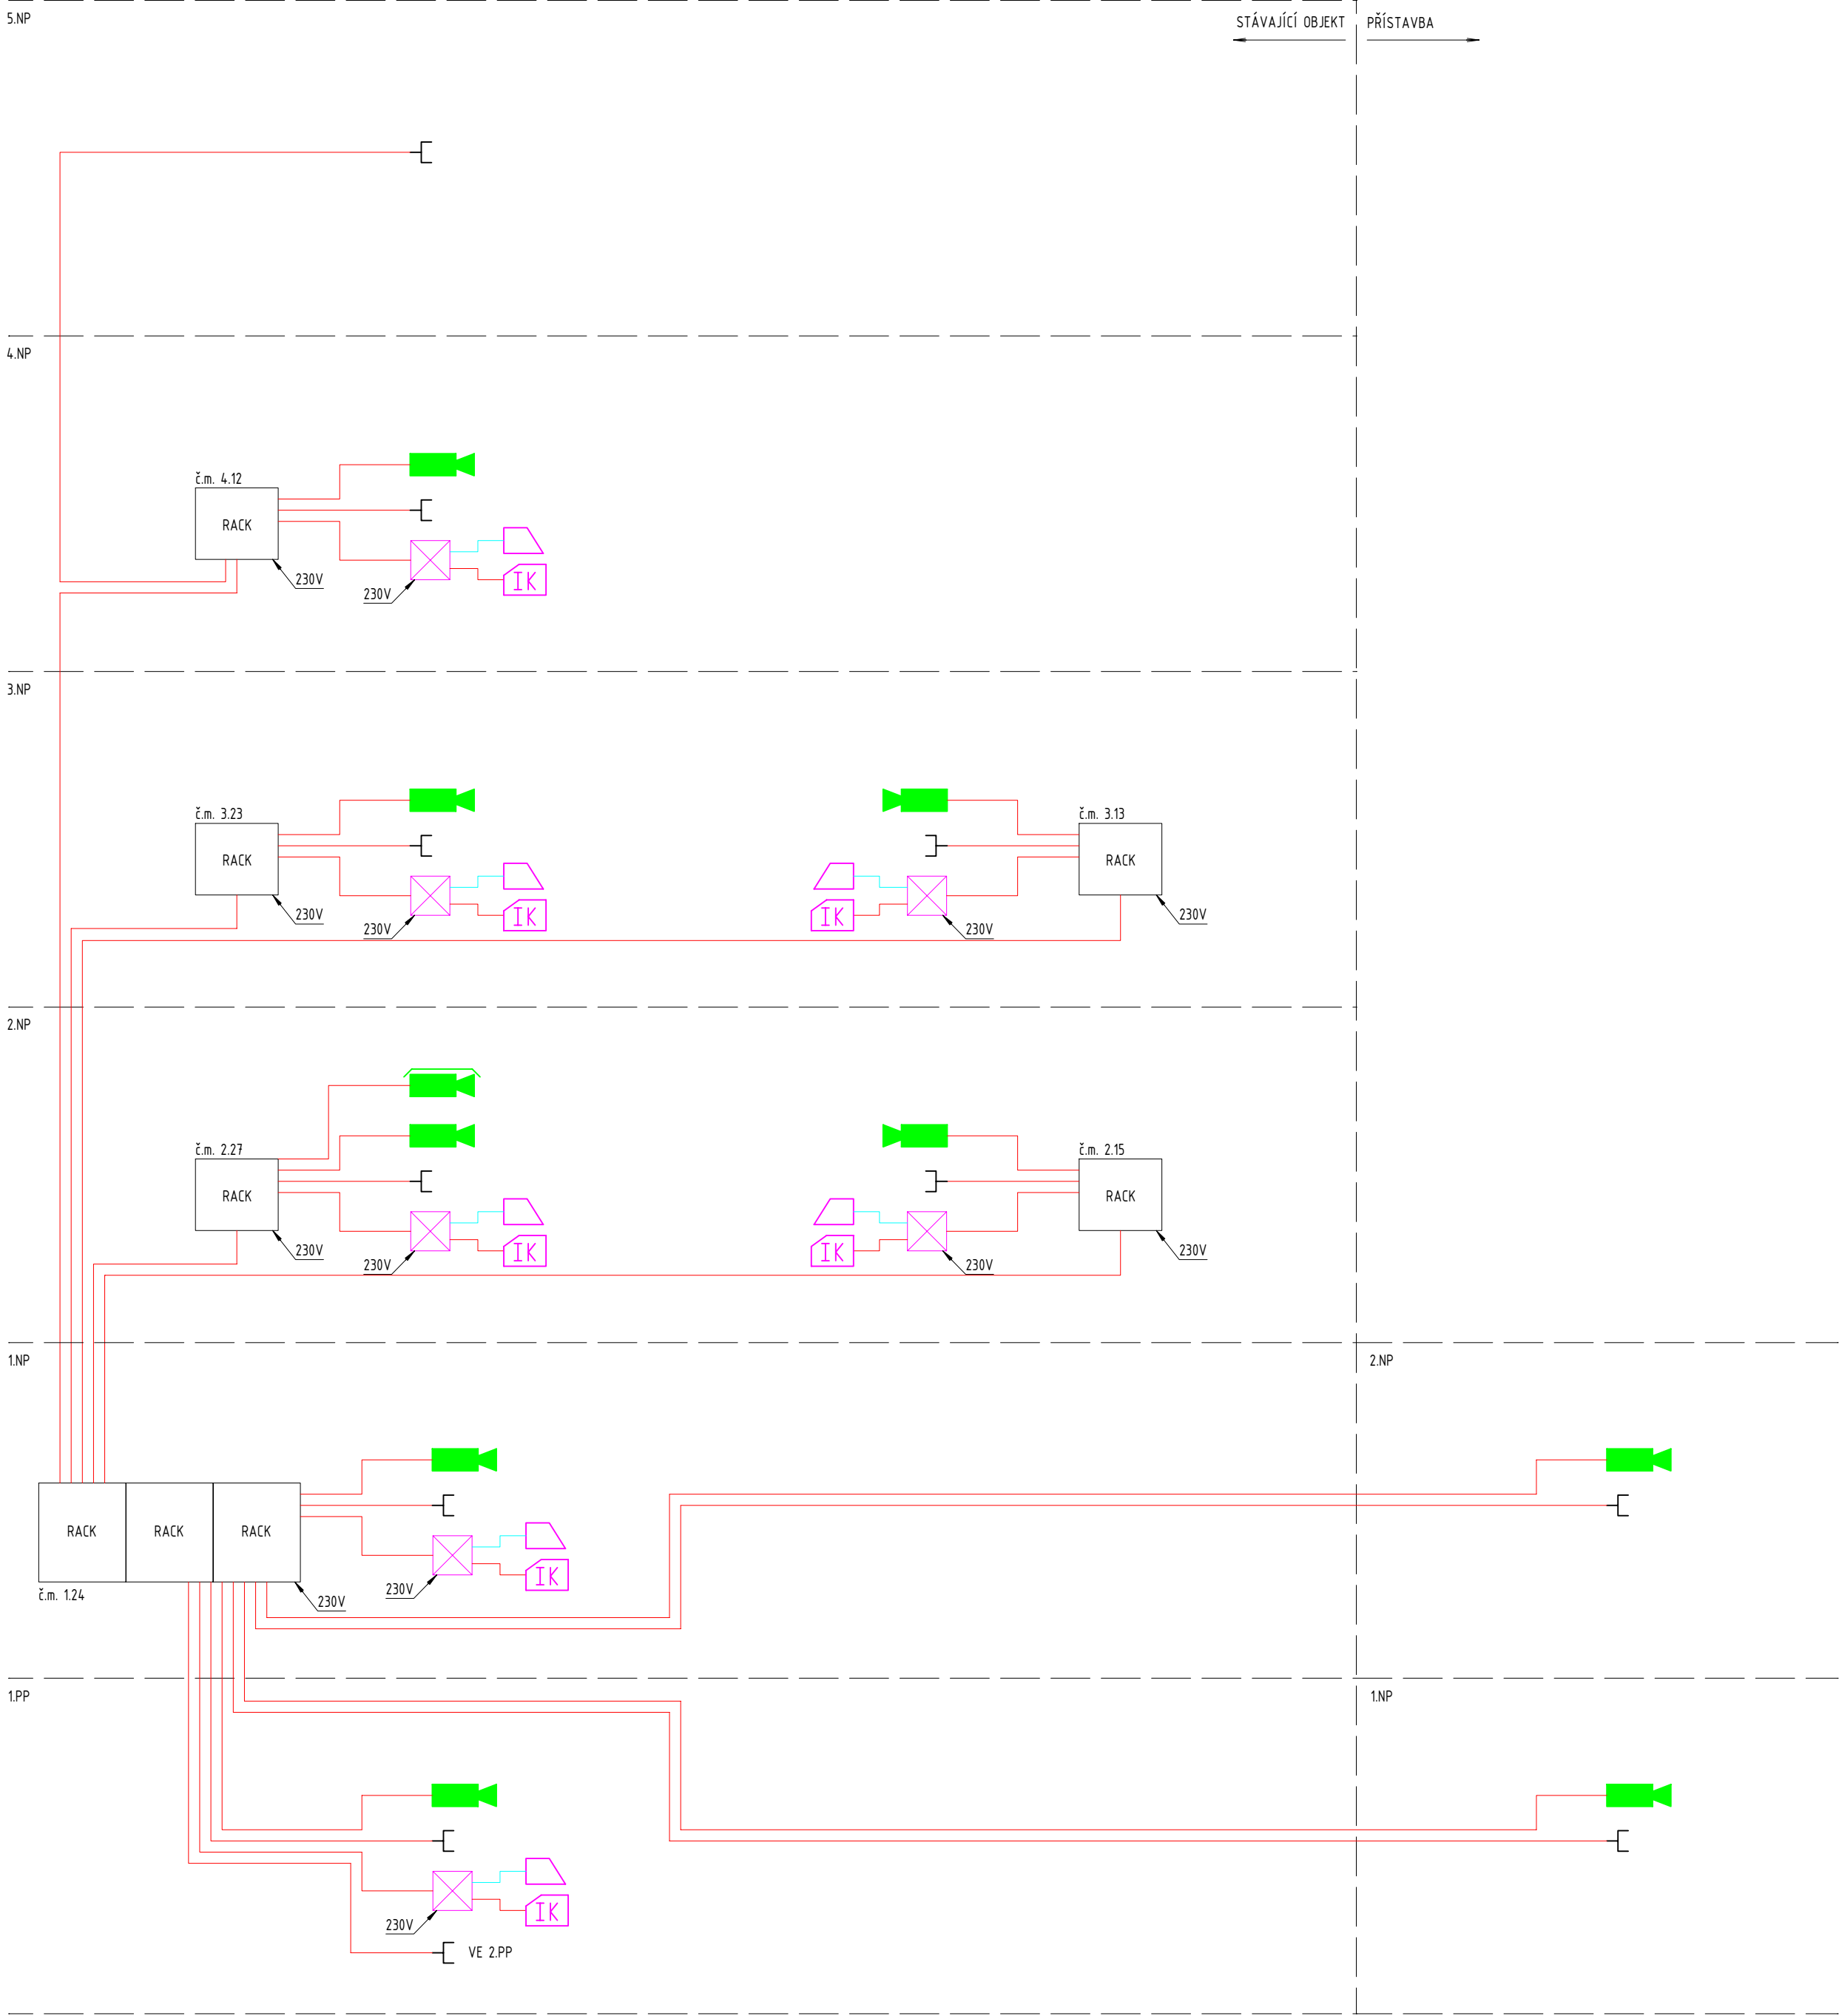 5.NP
STÁVAJÍCÍ OBJEKT
PŘÍSTAVBA
4.NP
č.m. 4.12
RACK
230V
230V
IK
3.NP
č.m. 3.23
RACK
230V
230V
IK
č.m. 3.13
RACK
IK
230V
230V
2.NP
č.m. 2.27
RACK
230V
230V
IK
č.m. 2.15
RACK
IK
230V
230V
1.NP
2.NP
RACK
RACK
RACK
č.m. 1.24
230V
230V
IK
1.PP
1.NP
230V
IK
VE 2.PP